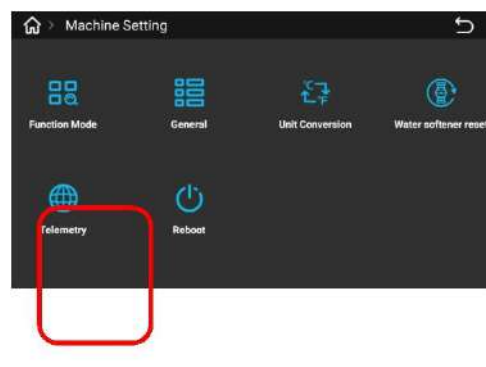 Machine Setting
Function Mode
General
°C °F
Unit Conversion
Water softener reset
Telemetry
Reboot